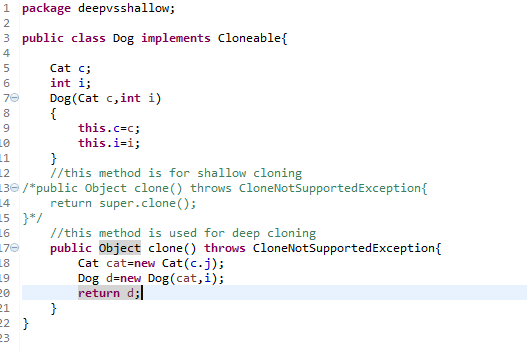 1 package deepvsshallow;
2
3 public class Dog implements Cloneable{
4
5     Cat c;
6     int i;
7     Dog(Cat c,int i)
8     {
9         this.c=c;
10         this.i=i;
11     }
12     //this method is for shallow cloning
13 /*public Object clone() throws CloneNotSupportedException{
14     return super.clone();
15 }*/
16     //this method is used for deep cloning
17     public Object clone() throws CloneNotSupportedException{
18         Cat cat=new Cat(c.j);
19         Dog d=new Dog(cat,i);
20         return d;
21     }
22 }
23